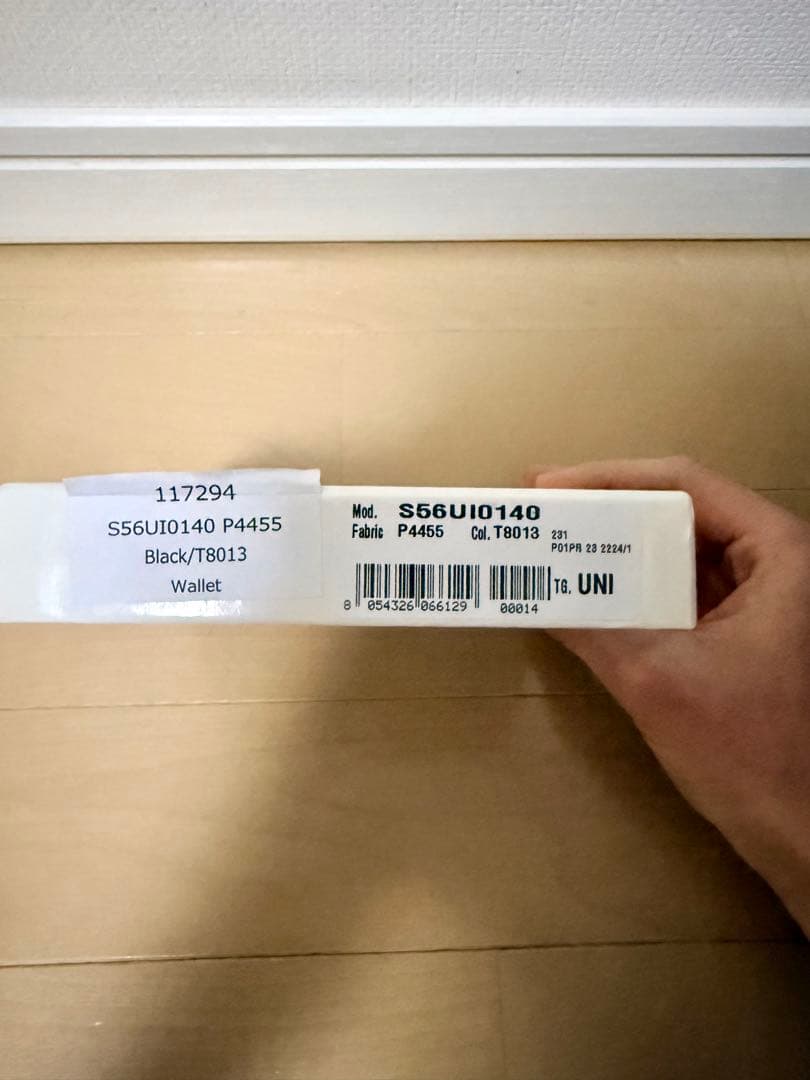 117294
S56UI0140 P4455
Black/T8013
Wallet
Mod. S56UI0140
Fabric P4455 Col. T8013 231
P01PR 23 2224/1
8 054326 066129 00014
TG. UNI